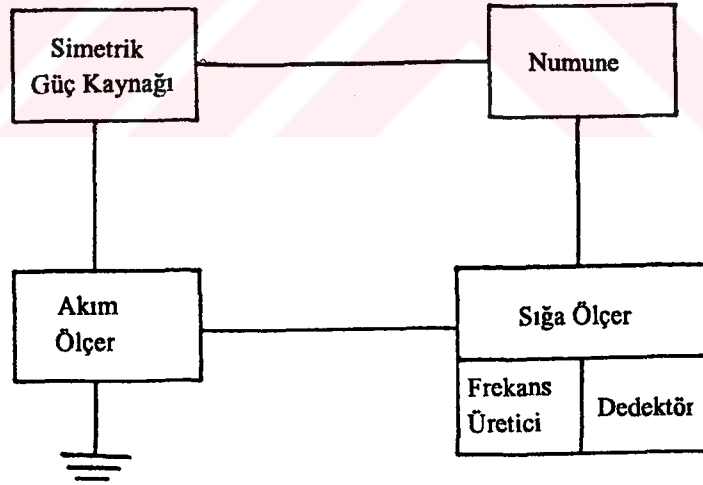 Simetrik
Güç Kaynağı
Numune
Akım
Ölçer
Sığa Ölçer
Frekans
Üretici
Dedektör